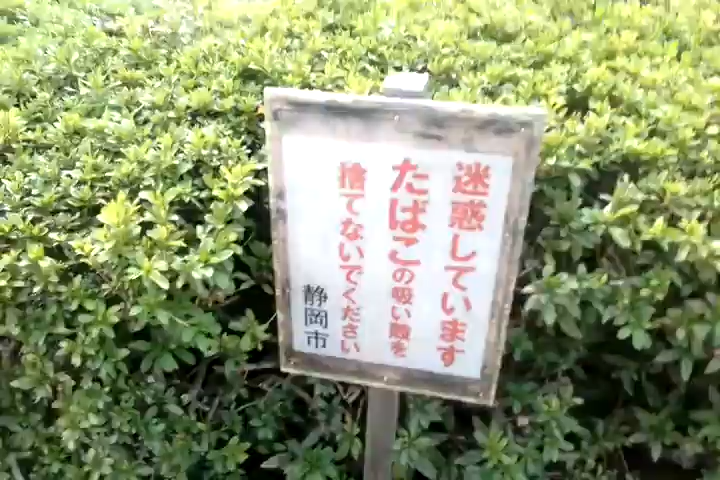 迷惑しています
たばこの吸い殻を
捨てないでください
静岡市